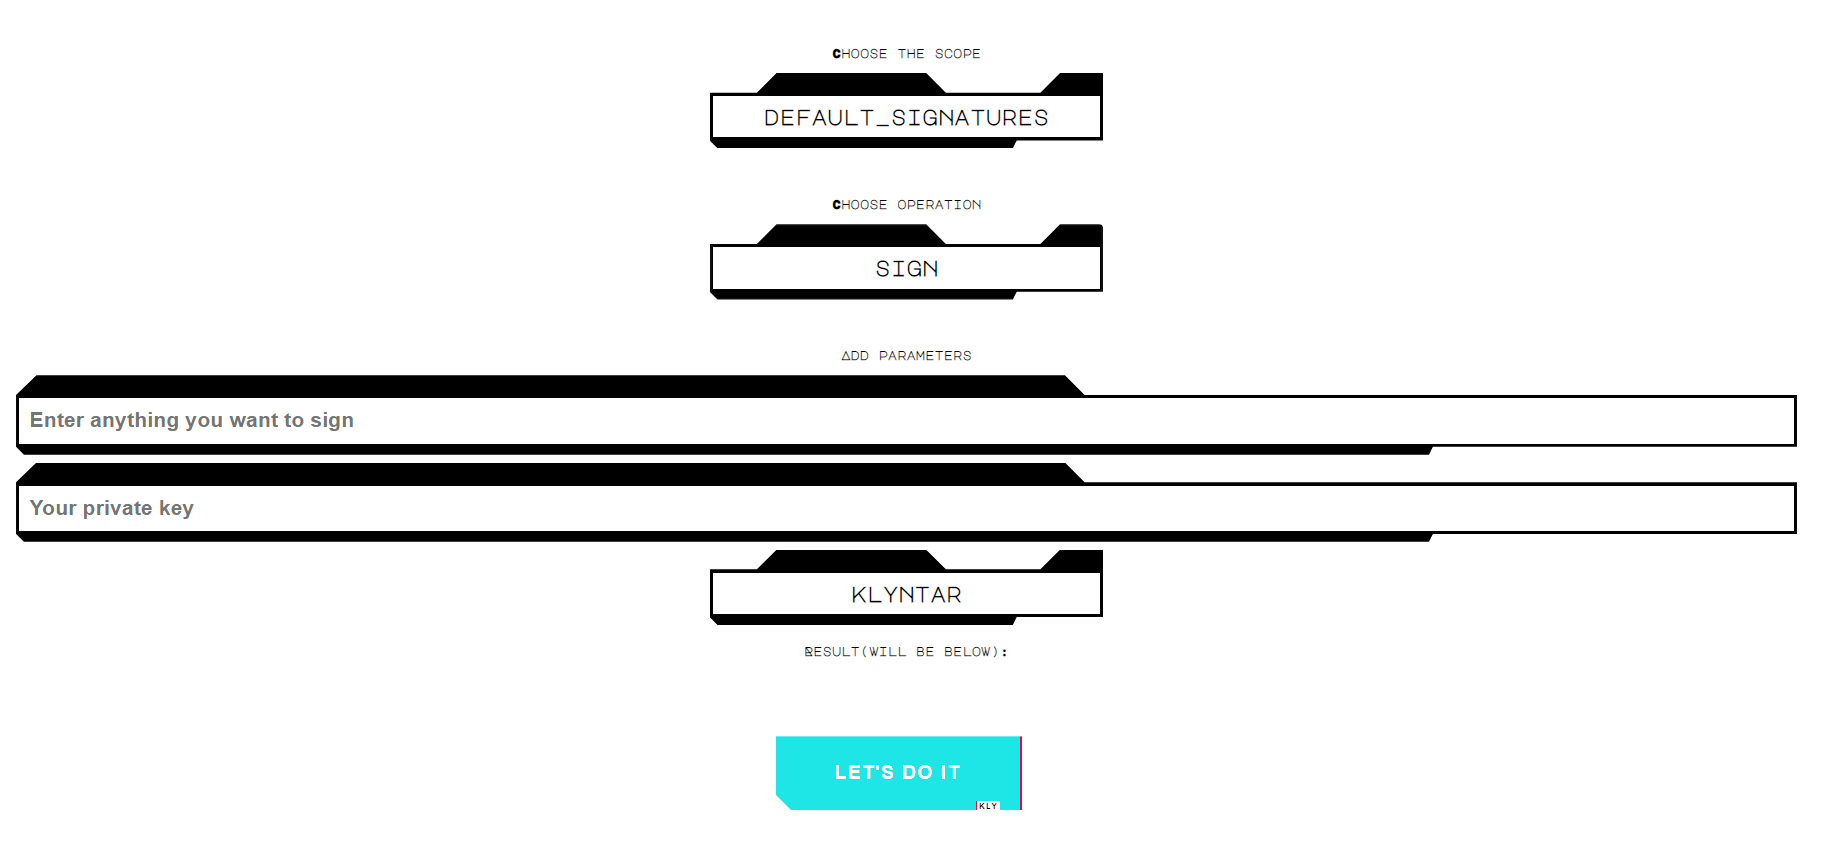 CHOOSE THE SCOPE
DEFAULT_SIGNATURES
CHOOSE OPERATION
SIGN
ADD PARAMETERS
Enter anything you want to sign
Your private key
KLYNTAR
RESULT(WILL BE BELOW):
LET'S DO IT
KLY